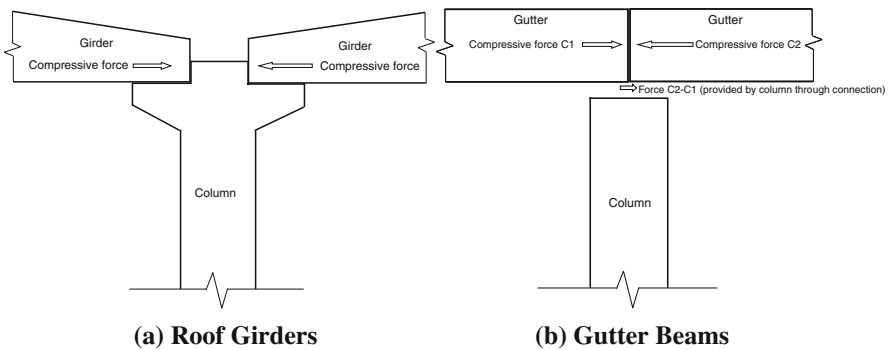 Girder
Compressive force
Girder
Compressive force
Column
(a) Roof Girders
Gutter
Compressive force C1
Gutter
Compressive force C2
Force C2-C1 (provided by column through connection)
Column
(b) Gutter Beams